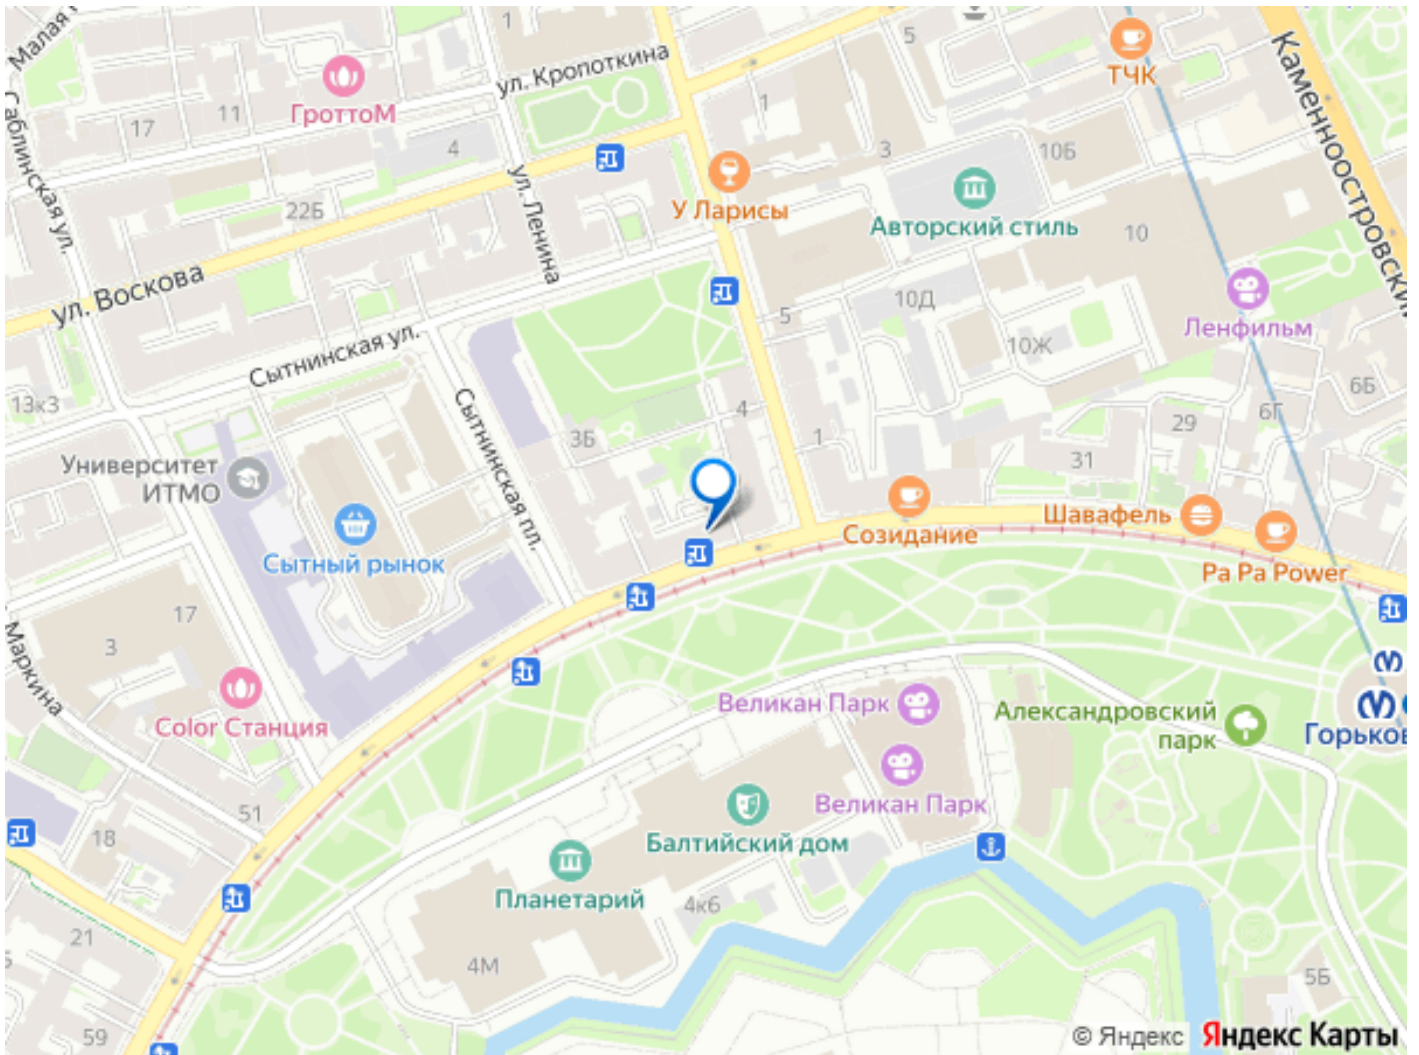 Малая
1
ул. Кропоткина
5
ТЧК
Каменноостровский
ГроттоМ
11
17
1
4
3
10Б
Саблинская ул.
ул. Ленина
У Ларисы
Авторский стиль
22Б
10
ул. Воскова
10Д
5
Ленфильм
Сытнинская ул.
10Ж
13к3
6Б
4
6Г
29
3Б
1
31
Сытнинская пл.
Университет
ИТМО
Сытный рынок
Созидание
Шавафель
Pa Pa Power
17
3
Маркина
Color Станция
Великан Парк
Александровский
парк
Горьков
Великан Парк
51
18
Балтийский дом
Планетарий
4к6
21
4М
5Б
59
© Яндекс Яндекс Карты